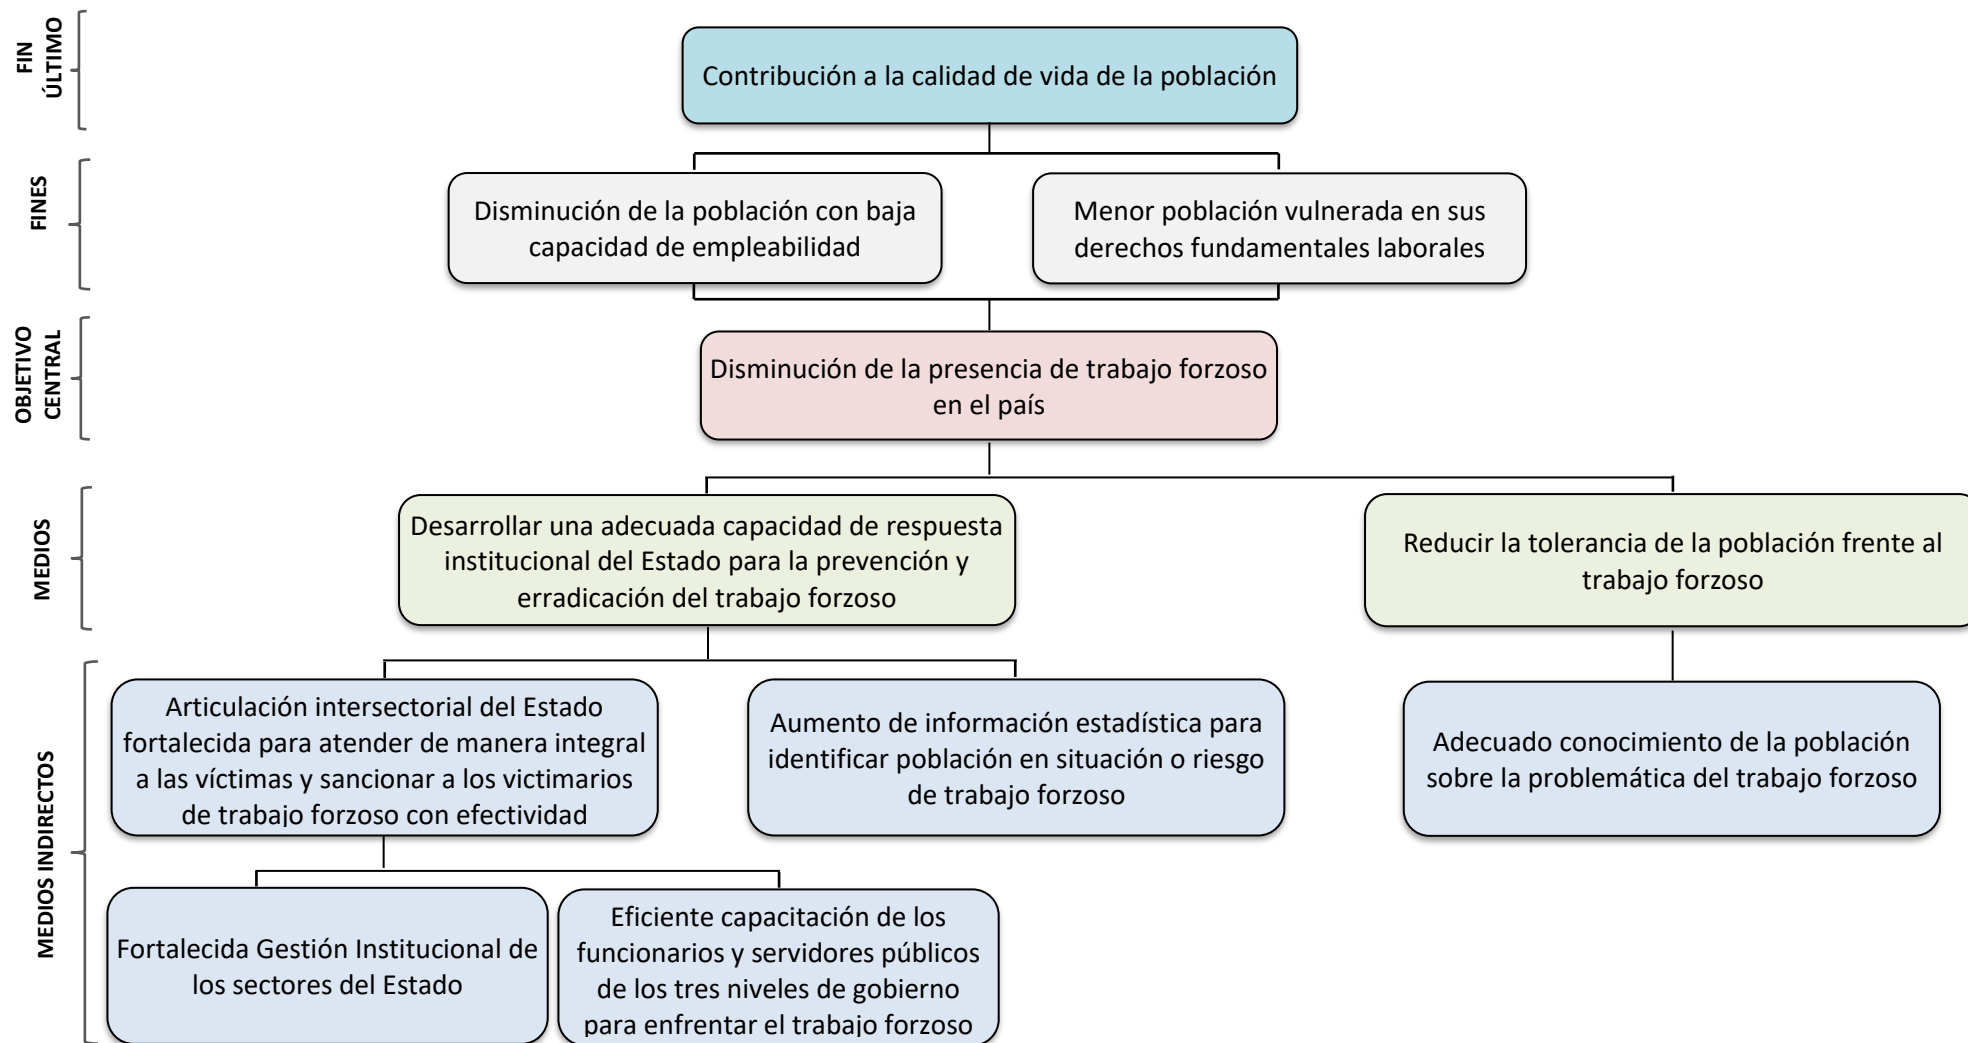 FIN
ÚLTIMO
Contribución a la calidad de vida de la población
FINES
Disminución de la población con baja
capacidad de empleabilidad
Menor población vulnerada en sus
derechos fundamentales laborales
OBJETIVO
CENTRAL
Disminución de la presencia de trabajo forzoso
en el país
MEDIOS
Desarrollar una adecuada capacidad de respuesta
institucional del Estado para la prevención y
erradicación del trabajo forzoso
Reducir la tolerancia de la población frente al
trabajo forzoso
MEDIOS INDIRECTOS
Articulación intersectorial del Estado
fortalecida para atender de manera integral
a las víctimas y sancionar a los victimarios
de trabajo forzoso con efectividad
Aumento de información estadística para
identificar población en situación o riesgo
de trabajo forzoso
Adecuado conocimiento de la población
sobre la problemática del trabajo forzoso
Fortalecida Gestión Institucional de
los sectores del Estado
Eficiente capacitación de los
funcionarios y servidores públicos
de los tres niveles de gobierno
para enfrentar el trabajo forzoso